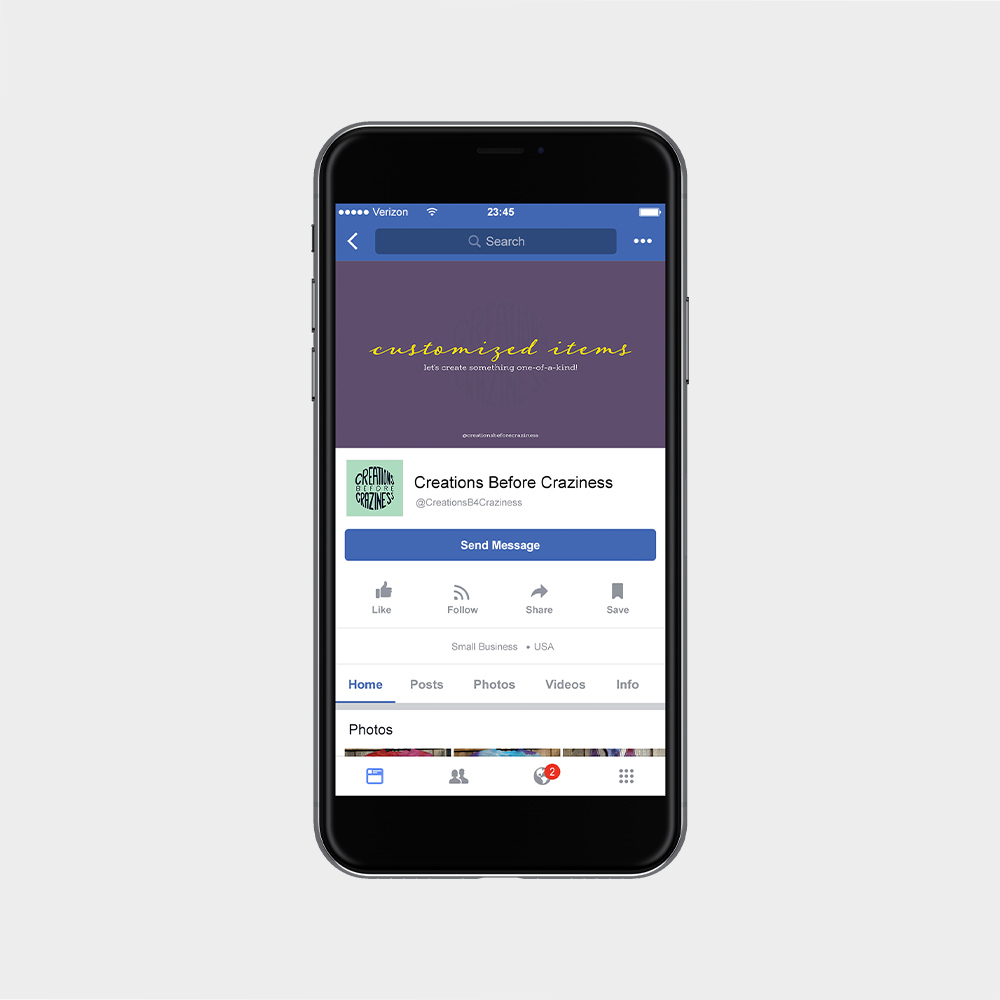 Verizon 23:45
Search
customized items
let's create something one-of-a-kind!
@creationsbeforecraziness
CREATIONS
BEFORE
CRAZINESS
Creations Before Craziness
@CreationsB4Craziness
Send Message
Like Follow Share Save
Small Business • USA
Home Posts Photos Videos Info
Photos
2